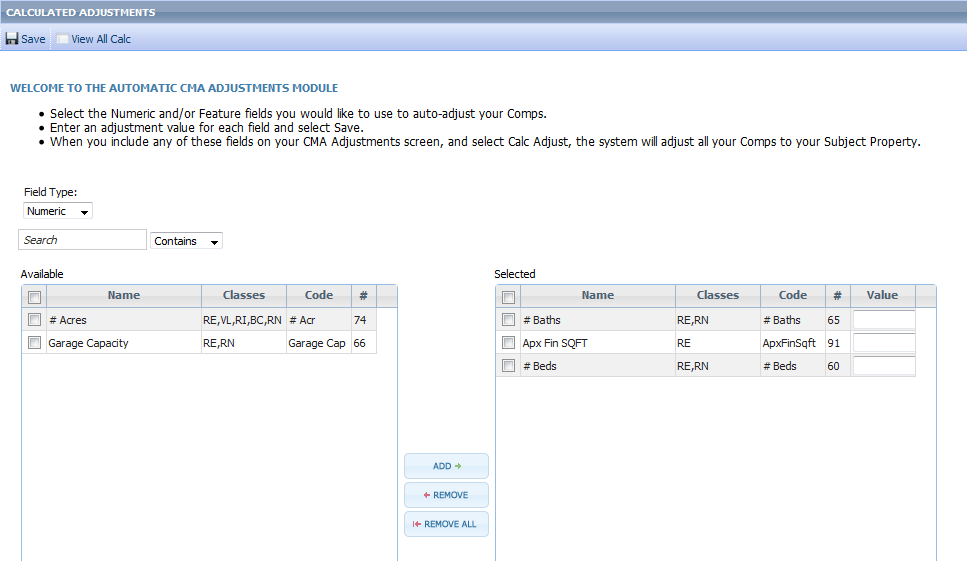 CALCULATED ADJUSTMENTS
Save View All Calc
WELCOME TO THE AUTOMATIC CMA ADJUSTMENTS MODULE
• Select the Numeric and/or Feature fields you would like to use to auto-adjust your Comps.
• Enter an adjustment value for each field and select Save.
• When you include any of these fields on your CMA Adjustments screen, and select Calc Adjust, the system will adjust all your Comps to your Subject Property.
Field Type:
Numeric
Search Contains
Available
Name Classes Code #
# Acres RE,VL,RI,BC,RN # Acr 74
Garage Capacity RE,RN Garage Cap 66
ADD
REMOVE
REMOVE ALL
Selected
Name Classes Code # Value
# Baths RE,RN # Baths 65
Apx Fin SQFT RE ApxFinSqft 91
# Beds RE,RN # Beds 60